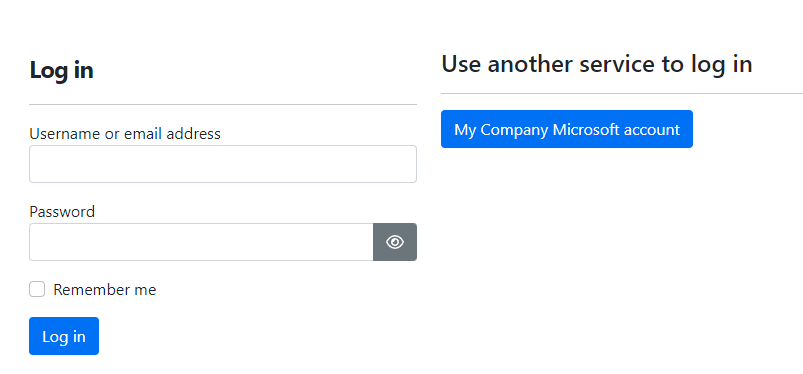 Log in
Username or email address
Password
Remember me
Log in
Use another service to log in
My Company Microsoft account